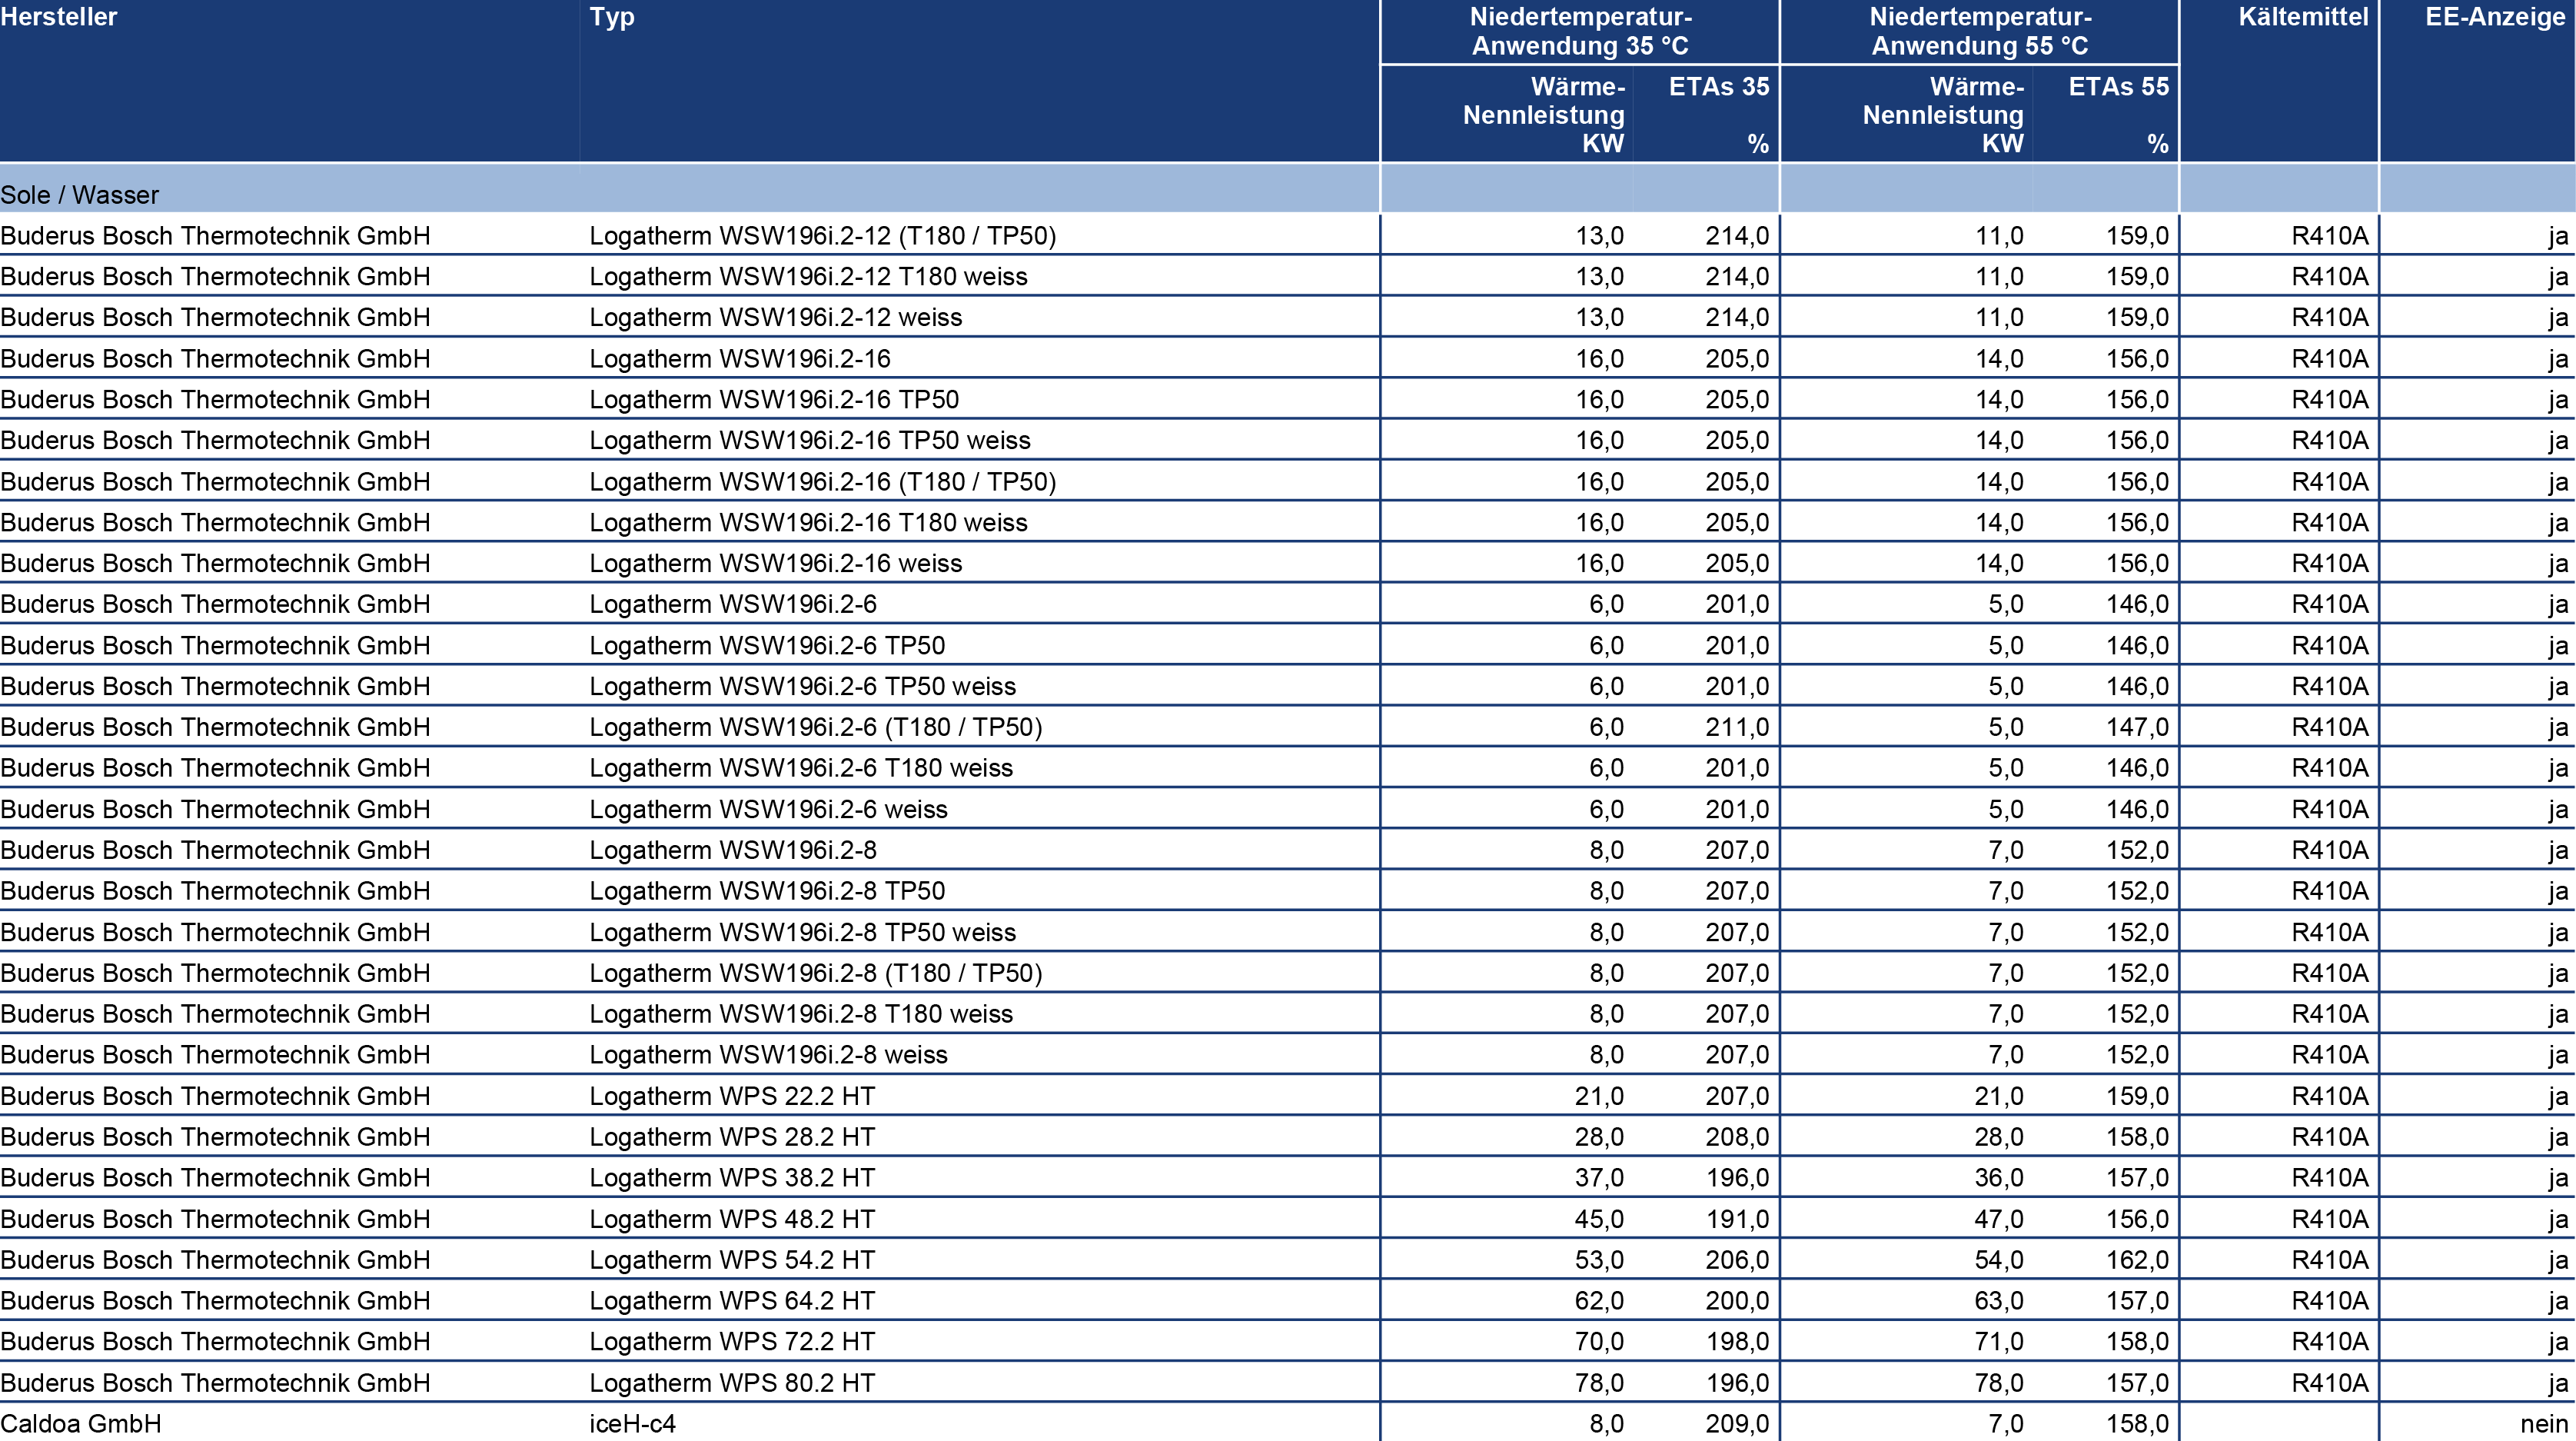 Hersteller Typ Niedertemperatur- Niedertemperatur- Kältemittel EE-Anzeige
Anwendung 35 °C Anwendung 55 °C
Wärme- ETAs 35 Wärme- ETAs 55
Nennleistung Nennleistung
KW % KW %
Sole / Wasser
Buderus Bosch Thermotechnik GmbH Logatherm WSW196i.2-12 (T180 / TP50) 13,0 214,0 11,0 159,0 R410A ja
Buderus Bosch Thermotechnik GmbH Logatherm WSW196i.2-12 T180 weiss 13,0 214,0 11,0 159,0 R410A ja
Buderus Bosch Thermotechnik GmbH Logatherm WSW196i.2-12 weiss 13,0 214,0 11,0 159,0 R410A ja
Buderus Bosch Thermotechnik GmbH Logatherm WSW196i.2-16 16,0 205,0 14,0 156,0 R410A ja
Buderus Bosch Thermotechnik GmbH Logatherm WSW196i.2-16 TP50 16,0 205,0 14,0 156,0 R410A ja
Buderus Bosch Thermotechnik GmbH Logatherm WSW196i.2-16 TP50 weiss 16,0 205,0 14,0 156,0 R410A ja
Buderus Bosch Thermotechnik GmbH Logatherm WSW196i.2-16 (T180 / TP50) 16,0 205,0 14,0 156,0 R410A ja
Buderus Bosch Thermotechnik GmbH Logatherm WSW196i.2-16 T180 weiss 16,0 205,0 14,0 156,0 R410A ja
Buderus Bosch Thermotechnik GmbH Logatherm WSW196i.2-16 weiss 16,0 205,0 14,0 156,0 R410A ja
Buderus Bosch Thermotechnik GmbH Logatherm WSW196i.2-6 6,0 201,0 5,0 146,0 R410A ja
Buderus Bosch Thermotechnik GmbH Logatherm WSW196i.2-6 TP50 6,0 201,0 5,0 146,0 R410A ja
Buderus Bosch Thermotechnik GmbH Logatherm WSW196i.2-6 TP50 weiss 6,0 201,0 5,0 146,0 R410A ja
Buderus Bosch Thermotechnik GmbH Logatherm WSW196i.2-6 (T180 / TP50) 6,0 211,0 5,0 147,0 R410A ja
Buderus Bosch Thermotechnik GmbH Logatherm WSW196i.2-6 T180 weiss 6,0 201,0 5,0 146,0 R410A ja
Buderus Bosch Thermotechnik GmbH Logatherm WSW196i.2-6 weiss 6,0 201,0 5,0 146,0 R410A ja
Buderus Bosch Thermotechnik GmbH Logatherm WSW196i.2-8 8,0 207,0 7,0 152,0 R410A ja
Buderus Bosch Thermotechnik GmbH Logatherm WSW196i.2-8 TP50 8,0 207,0 7,0 152,0 R410A ja
Buderus Bosch Thermotechnik GmbH Logatherm WSW196i.2-8 TP50 weiss 8,0 207,0 7,0 152,0 R410A ja
Buderus Bosch Thermotechnik GmbH Logatherm WSW196i.2-8 (T180 / TP50) 8,0 207,0 7,0 152,0 R410A ja
Buderus Bosch Thermotechnik GmbH Logatherm WSW196i.2-8 T180 weiss 8,0 207,0 7,0 152,0 R410A ja
Buderus Bosch Thermotechnik GmbH Logatherm WSW196i.2-8 weiss 8,0 207,0 7,0 152,0 R410A ja
Buderus Bosch Thermotechnik GmbH Logatherm WPS 22.2 HT 21,0 207,0 21,0 159,0 R410A ja
Buderus Bosch Thermotechnik GmbH Logatherm WPS 28.2 HT 28,0 208,0 28,0 158,0 R410A ja
Buderus Bosch Thermotechnik GmbH Logatherm WPS 38.2 HT 37,0 196,0 36,0 157,0 R410A ja
Buderus Bosch Thermotechnik GmbH Logatherm WPS 48.2 HT 45,0 191,0 47,0 156,0 R410A ja
Buderus Bosch Thermotechnik GmbH Logatherm WPS 54.2 HT 53,0 206,0 54,0 162,0 R410A ja
Buderus Bosch Thermotechnik GmbH Logatherm WPS 64.2 HT 62,0 200,0 63,0 157,0 R410A ja
Buderus Bosch Thermotechnik GmbH Logatherm WPS 72.2 HT 70,0 198,0 71,0 158,0 R410A ja
Buderus Bosch Thermotechnik GmbH Logatherm WPS 80.2 HT 78,0 196,0 78,0 157,0 R410A ja
Caldoa GmbH iceH-c4 8,0 209,0 7,0 158,0 nein